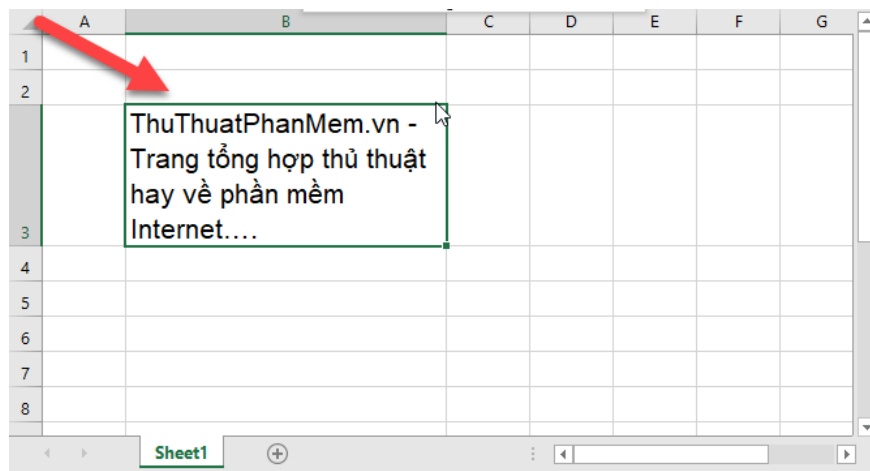 A B C D E F G
1
2
3
ThuThuatPhanMem.vn -
Trang tổng hợp thủ thuật
hay về phần mềm
Internet….
4
5
6
7
8
Sheet1